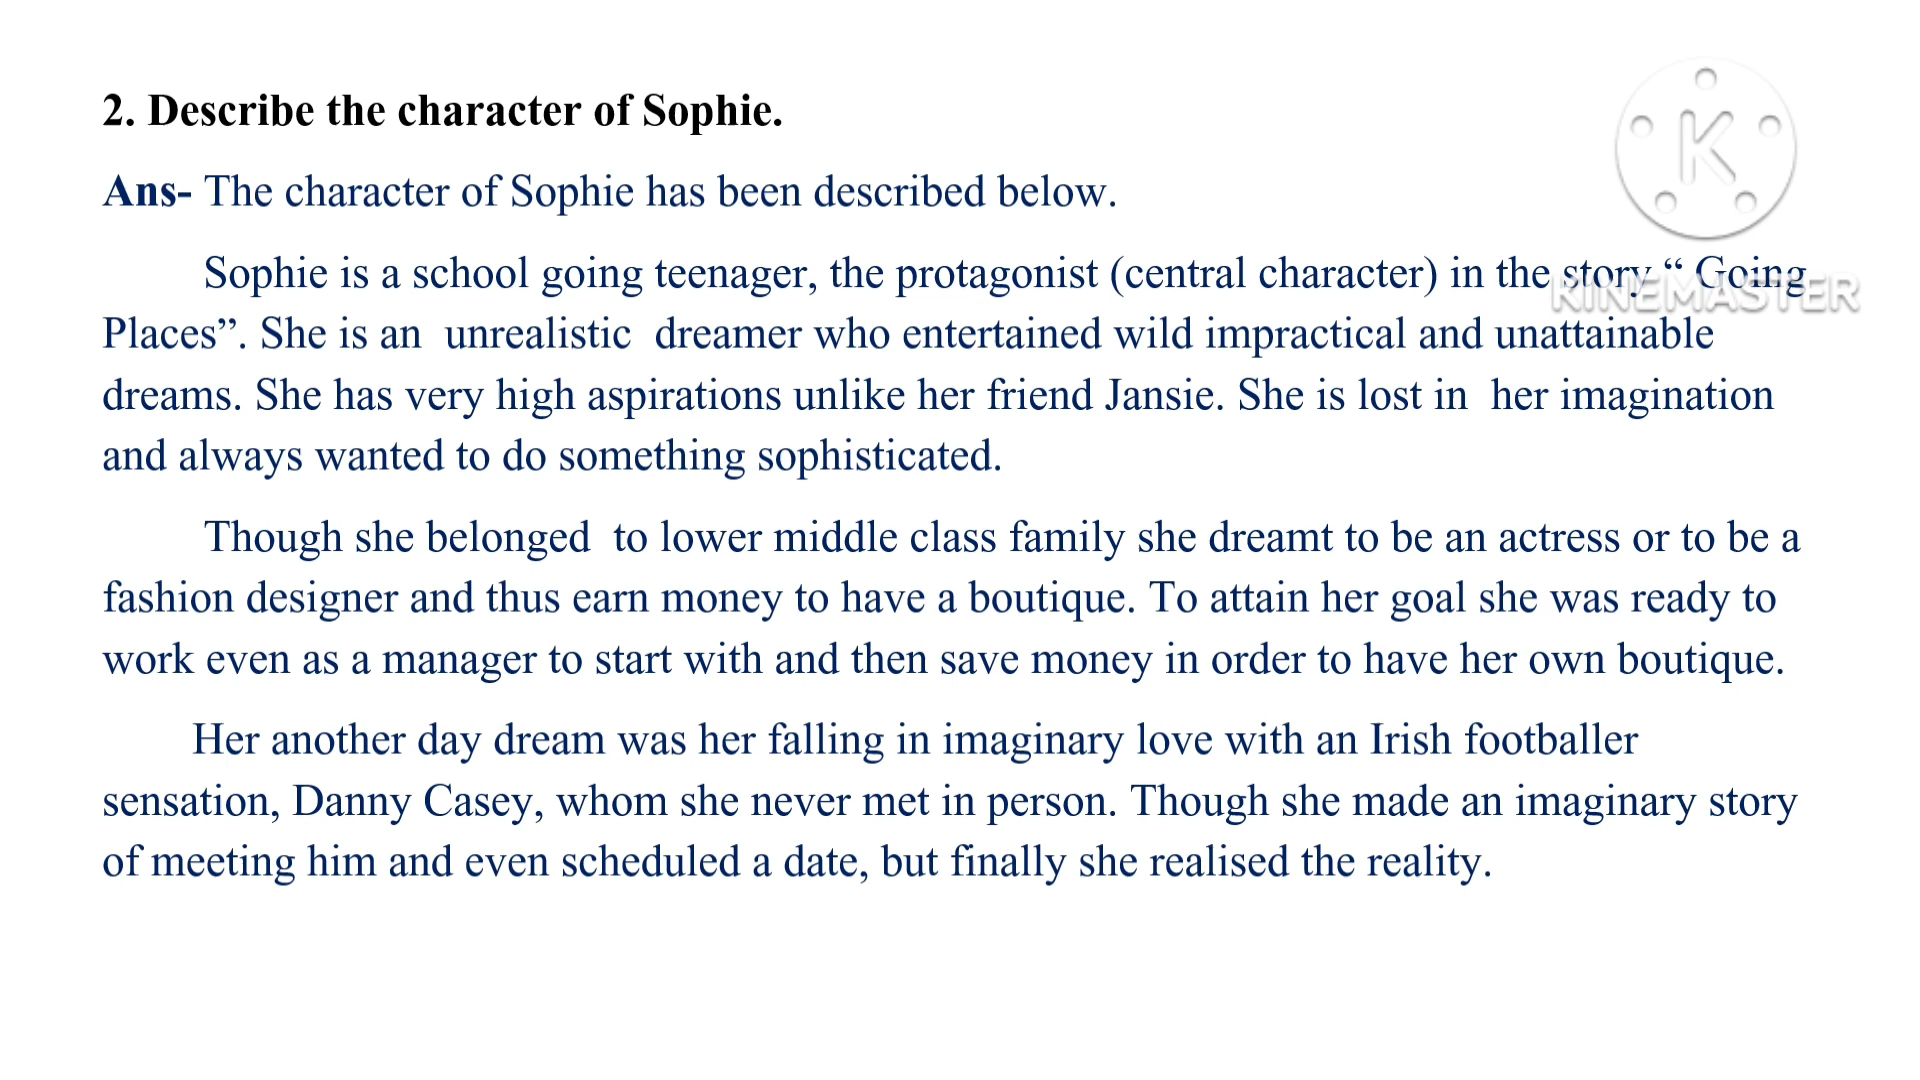 2. Describe the character of Sophie.
Ans- The character of Sophie has been described below.
Sophie is a school going teenager, the protagonist (central character) in the story “ Going
Places”. She is an unrealistic dreamer who entertained wild impractical and unattainable
dreams. She has very high aspirations unlike her friend Jansie. She is lost in her imagination
and always wanted to do something sophisticated.
Though she belonged to lower middle class family she dreamt to be an actress or to be a
fashion designer and thus earn money to have a boutique. To attain her goal she was ready to
work even as a manager to start with and then save money in order to have her own boutique.
Her another day dream was her falling in imaginary love with an Irish footballer
sensation, Danny Casey, whom she never met in person. Though she made an imaginary story
of meeting him and even scheduled a date, but finally she realised the reality.
K
KINEMASTER